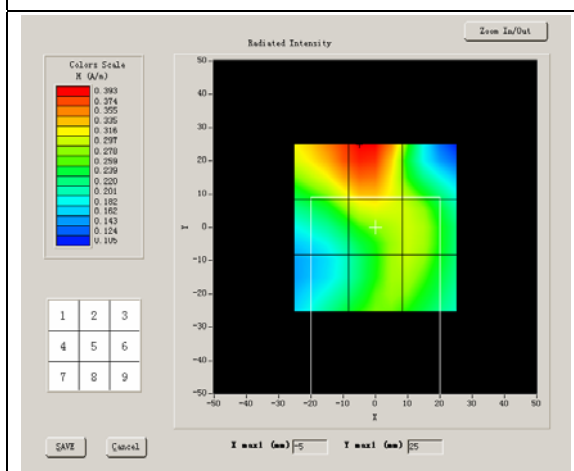 Zoom In/Out
Radiated Intensity
Colors Scale
H (A/m)
0.393
0.374
0.355
0.335
0.316
0.297
0.278
0.259
0.239
0.220
0.201
0.182
0.162
0.143
0.124
0.105
50
40
30
20
10
0
-10
-20
-30
-40
-50
Y
-50 -40 -30 -20 -10 0 10 20 30 40 50
X
1 2 3
4 5 6
7 8 9
SAVE
Cancel
X max1 (mm) -5
Y max1 (mm) 25